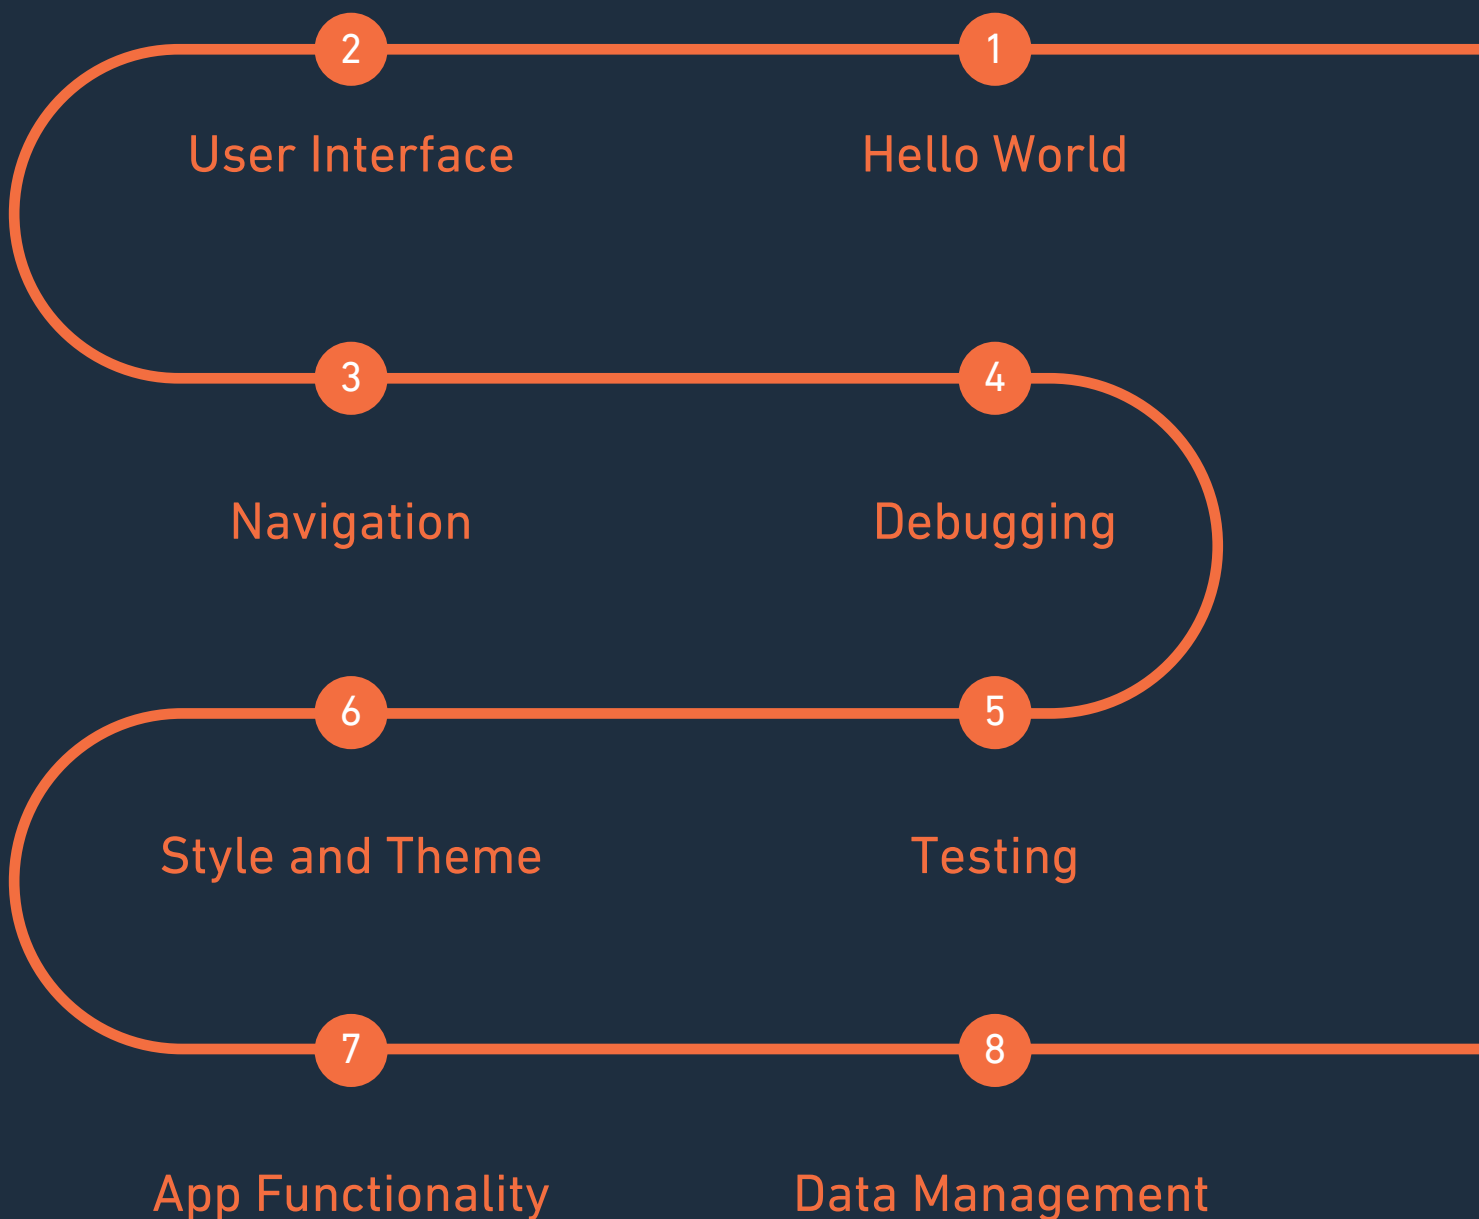 2
1
User Interface
Hello World
3
4
Navigation
Debugging
6
5
Style and Theme
Testing
7
8
App Functionality
Data Management